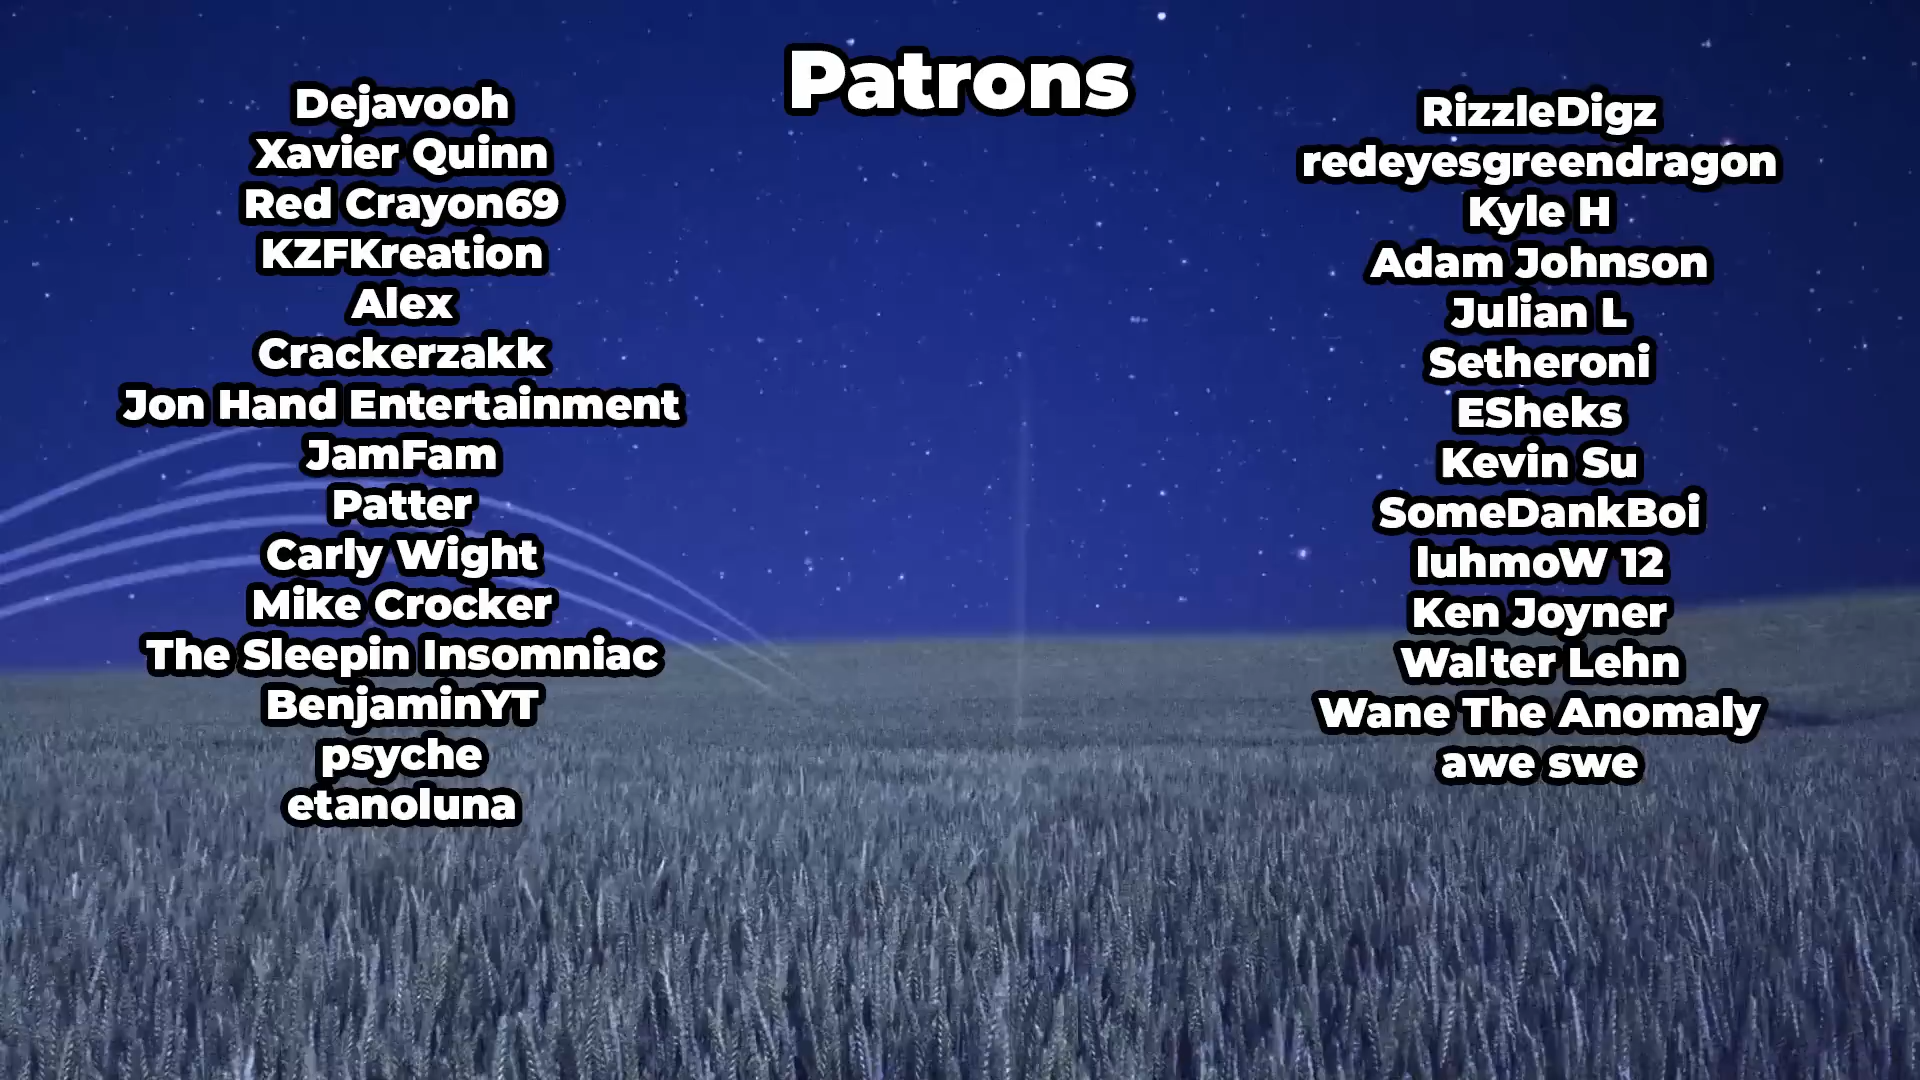 Patrons
Dejavooh
Xavier Quinn
Red Crayon69
KZFKreation
Alex
Crackerzakk
Jon Hand Entertainment
JamFam
Patter
Carly Wight
Mike Crocker
The Sleepin Insomniac
BenjaminYT
psyche
etanoluna
RizzleDigz
redeyesgreendragon
Kyle H
Adam Johnson
Julian L
Setheroni
ESheks
Kevin Su
SomeDankBoi
luhmoW 12
Ken Joyner
Walter Lehn
Wane The Anomaly
awe swe